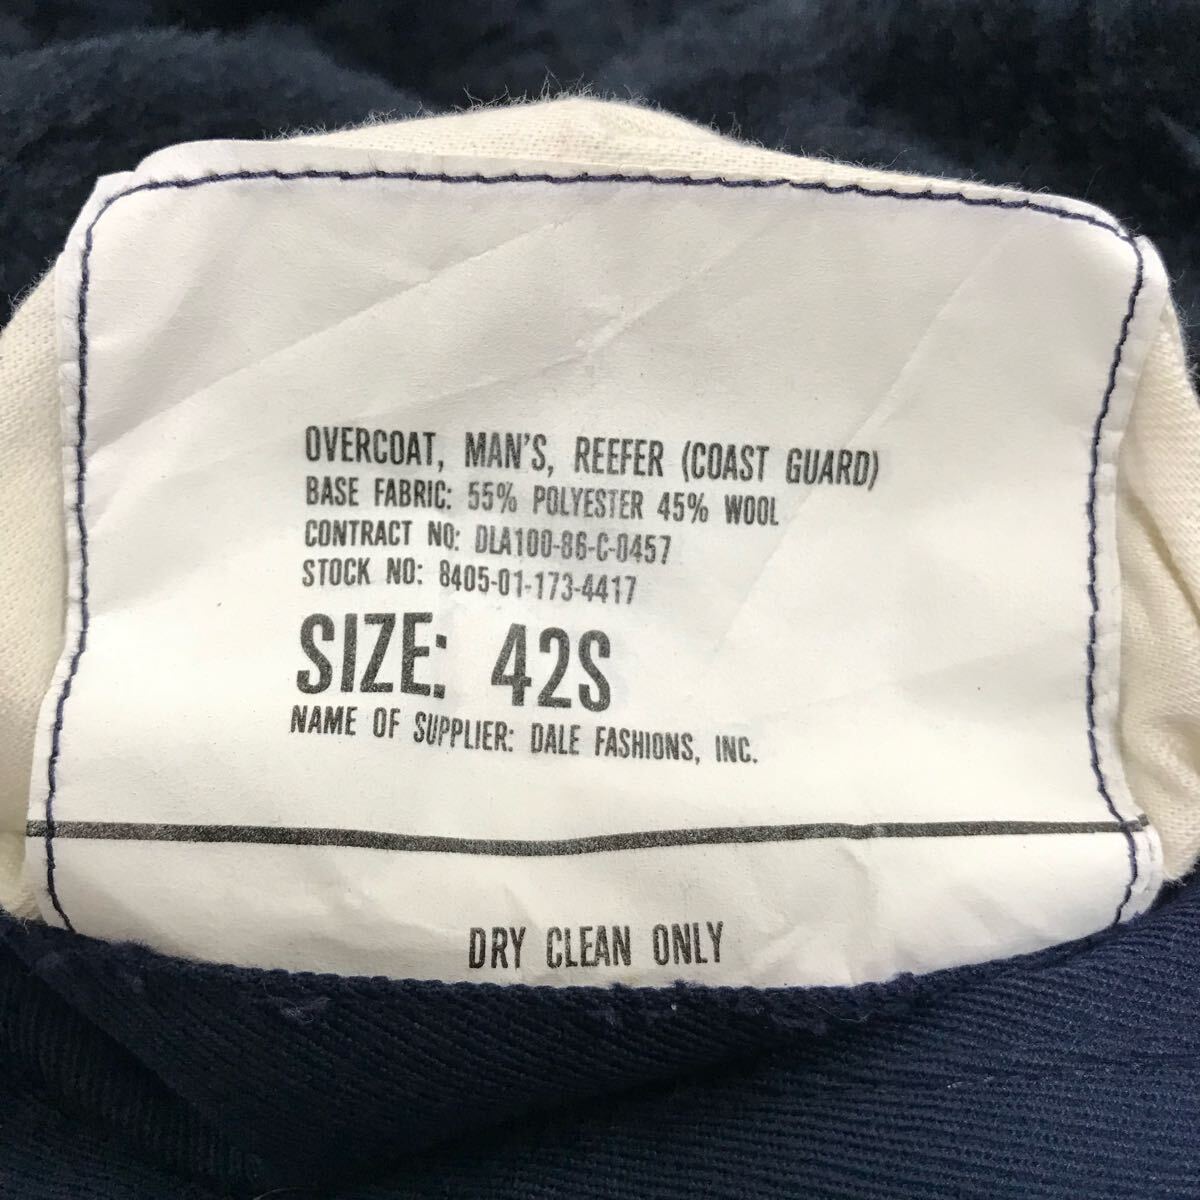 OVERCOAT, MAN'S, REEFER (COAST GUARD)
BASE FABRIC: 55% POLYESTER 45% WOOL
CONTRACT NO: DLA100-86-C-0457
STOCK NO: 8405-01-173-4417
SIZE: 42S
NAME OF SUPPLIER: DALE FASHIONS, INC.
DRY CLEAN ONLY